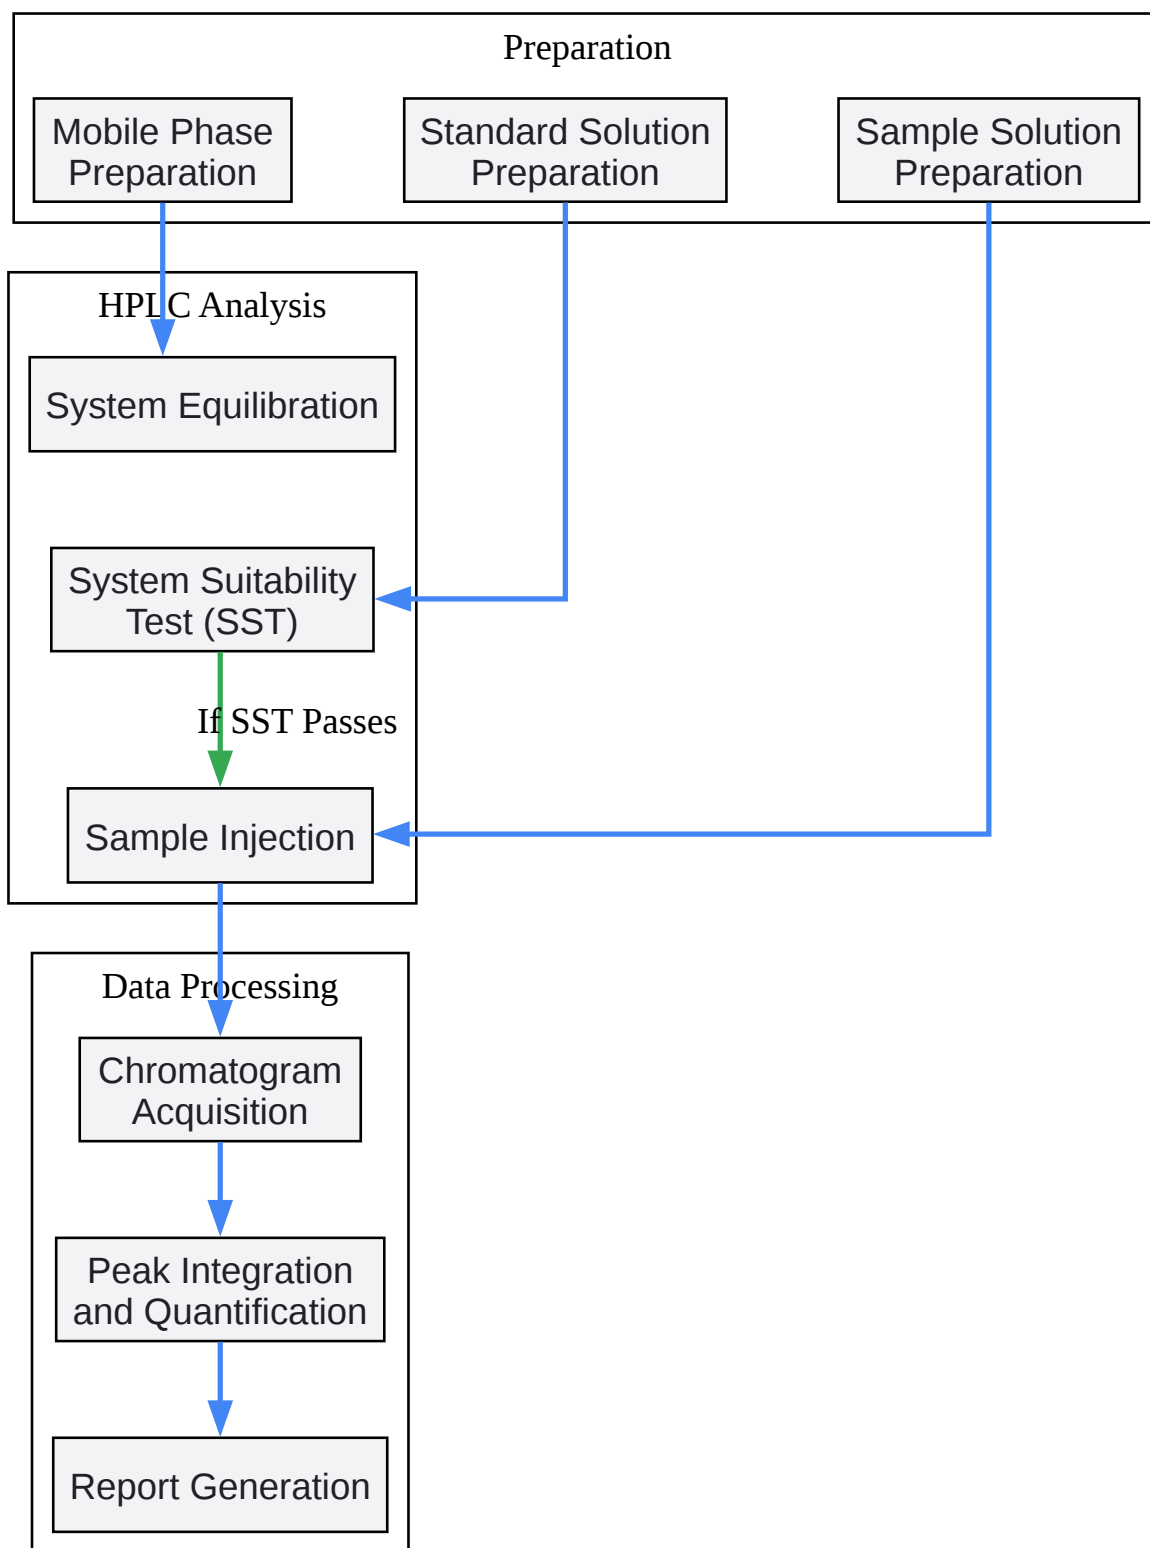 Preparation
Mobile Phase
Preparation
Standard Solution
Preparation
Sample Solution
Preparation
HPLC Analysis
System Equilibration
System Suitability
Test (SST)
If SST Passes
Sample Injection
Data Processing
Chromatogram
Acquisition
Peak Integration
and Quantification
Report Generation